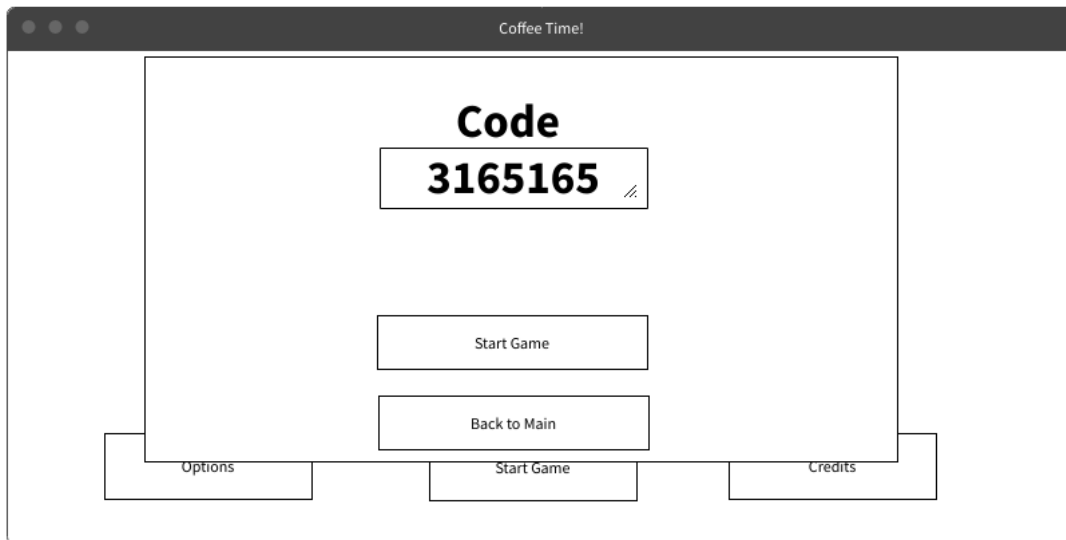 Coffee Time!
Code
3165165
Start Game
Back to Main
Options
Start Game
Credits